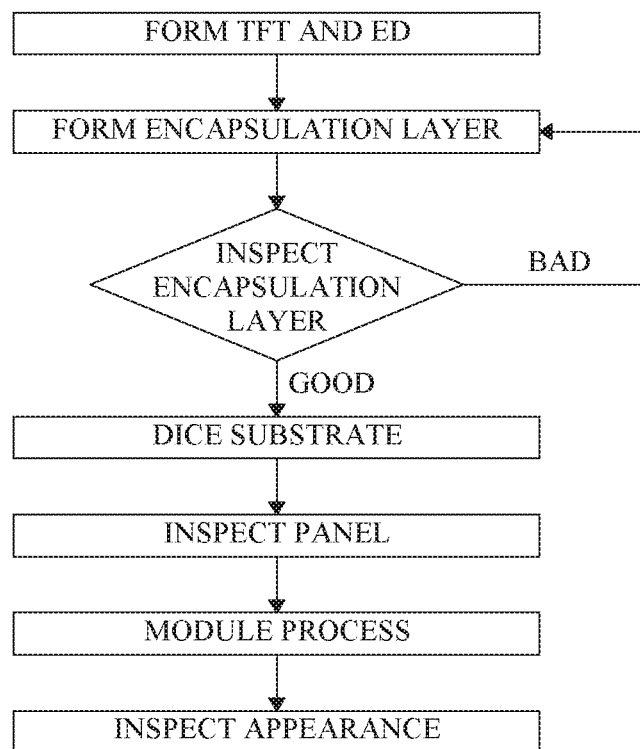 FORM TFT AND ED
FORM ENCAPSULATION LAYER
INSPECT
ENCAPSULATION
LAYER
BAD
GOOD
DICE SUBSTRATE
INSPECT PANEL
MODULE PROCESS
INSPECT APPEARANCE